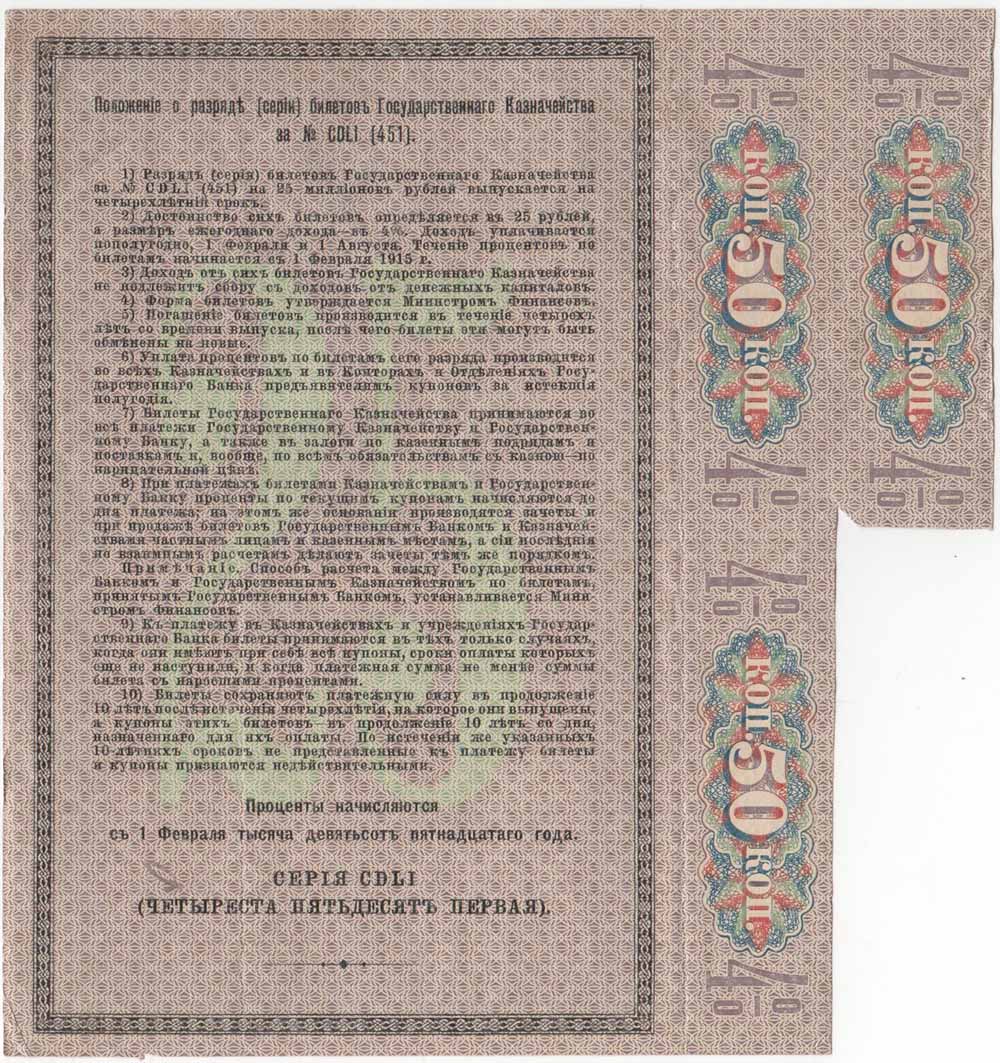 Положеніе о разрядѣ (серіи) билетовъ Государственнаго Казначейства
за № CDLI (451).
1) Разрядъ (серія) билетовъ Государственнаго Казначейства
за № CDLI (451) на 25 милліоновъ рублей выпускается на
четырехлѣтній срокъ.
2) Достоинство сихъ билетовъ опредѣляется въ 25 рублей,
а размѣръ ежегоднаго дохода—въ 4%. Доходъ уплачивается
пополугодно, 1 Февраля и 1 Августа. Теченіе процентовъ по
билетамъ начинается съ 1 Февраля 1915 г.
3) Доходъ отъ сихъ билетовъ Государственнаго Казначейства
не подлежитъ сбору съ доходовъ отъ денежныхъ капиталовъ.
4) Форма билетовъ утверждается Министромъ Финансовъ.
5) Погашеніе билетовъ производится въ теченіе четырехъ
лѣтъ со времени выпуска, послѣ чего билеты эти могутъ быть
обмѣнены на новые.
6) Уплата процентовъ по билетамъ сего разряда производится
во всѣхъ Казначействахъ и въ Конторахъ и Отдѣленіяхъ Госу-
дарственнаго Банка предъявителямъ купоновъ за истекшія
полугодія.
7) Билеты Государственнаго Казначейства принимаются во
всѣ платежи Государственному Казначейству и Государствен-
ному Банку, а также въ залоги по казеннымъ подрядамъ и
поставкамъ и, вообще, по всѣмъ обязательствамъ съ казною—по
нарицательной цѣнѣ.
8) При платежахъ билетами Казначействамъ и Государствен-
ному Банку проценты по текущимъ купонамъ начисляются до
дня платежа; на этомъ же основаніи производятся зачеты и
при продажѣ билетовъ Государственнымъ Банкомъ и Казначей-
ствами частнымъ лицамъ и казеннымъ мѣстамъ, а сіи послѣднія
по взаимнымъ расчетамъ дѣлаютъ зачеты тѣмъ же порядкомъ.
Примѣчаніе. Способъ расчета между Государственнымъ
Банкомъ и Государственнымъ Казначействомъ по билетамъ,
принятымъ Государственнымъ Банкомъ, устанавливается Мини-
стромъ Финансовъ.
9) Къ платежу въ Казначействахъ и учрежденіяхъ Государ-
ственнаго Банка билеты принимаются въ тѣхъ только случаяхъ,
когда они имѣютъ при себѣ всѣ купоны, сроки оплаты которыхъ
еще не наступили, и когда платежная сумма не менѣе суммы
билета съ наросшими процентами.
10) Билеты сохраняютъ платежную силу въ продолженіе
10 лѣтъ послѣ истеченія четырехлѣтія, на которое они выпущены,
а купоны этихъ билетовъ—въ продолженіе 10 лѣтъ со дня,
назначеннаго для ихъ оплаты. По истеченіи же указанныхъ
10-лѣтнихъ сроковъ не представленные къ платежу билеты
и купоны признаются недѣйствительными.
Проценты начисляются
съ 1 Февраля тысяча девятьсотъ пятнадцатаго года.
СЕРІЯ CDLI
(ЧЕТЫРЕСТА ПЯТЬДЕСЯТЪ ПЕРВАЯ).
4%
КОП. 50 КОП.
4%
4%
КОП. 50 КОП.
4%
4%
КОП. 50 КОП.
4%